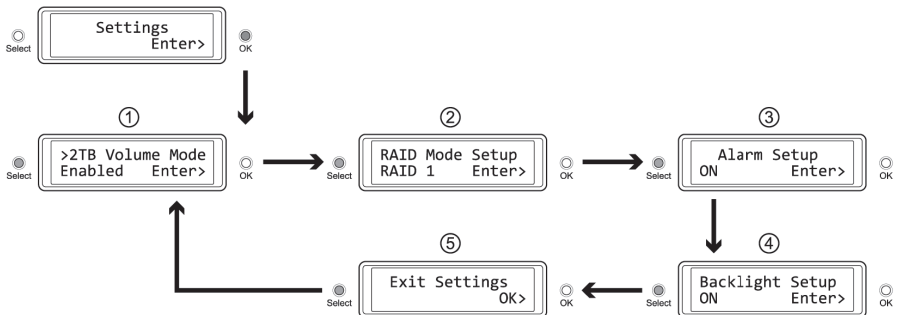 Settings
Enter>
Select
OK
①
>2TB Volume Mode
Enabled Enter>
Select
OK
②
RAID Mode Setup
RAID 1 Enter>
Select
OK
③
Alarm Setup
ON Enter>
Select
OK
④
Backlight Setup
ON Enter>
Select
OK
⑤
Exit Settings
OK>
Select
OK